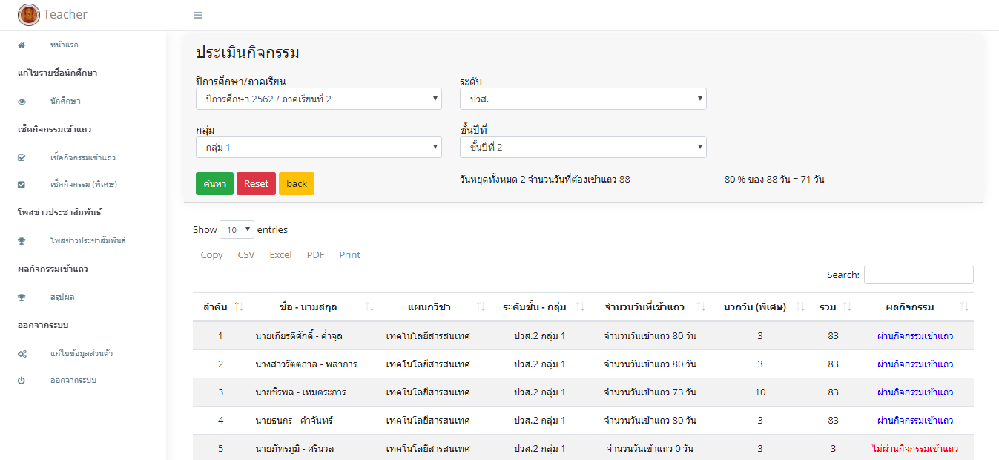 Teacher
หน้าแรก
แก้ไขรายชื่อนักศึกษา
นักศึกษา
เช็คกิจกรรมเข้าแถว
เช็คกิจกรรมเข้าแถว
เช็คกิจกรรม (พิเศษ)
โพสข่าวประชาสัมพันธ์
โพสข่าวประชาสัมพันธ์
ผลกิจกรรมเข้าแถว
สรุปผล
ออกจากระบบ
แก้ไขข้อมูลส่วนตัว
ออกจากระบบ
ประเมินกิจกรรม
ปีการศึกษา/ภาคเรียน ระดับ
ปีการศึกษา 2562 / ภาคเรียนที่ 2 ปวส.
กลุ่ม ชั้นปีที่
กลุ่ม 1 ชั้นปีที่ 2
ค้นหา Reset back วันหยุดทั้งหมด 2 จำนวนวันที่ต้องเข้าแถว 88 80 % ของ 88 วัน = 71 วัน
Show 10 entries
Copy CSV Excel PDF Print
Search:
ลำดับ ชื่อ - นามสกุล แผนกวิชา ระดับชั้น - กลุ่ม จำนวนวันที่เข้าแถว บวกวัน (พิเศษ) รวม ผลกิจกรรม
1 นายเกียรติศักดิ์ - ค่ำจุล เทคโนโลยีสารสนเทศ ปวส.2 กลุ่ม 1 จำนวนวันเข้าแถว 80 วัน 3 83 ผ่านกิจกรรมเข้าแถว
2 นางสาวรัตตกาล - พลาการ เทคโนโลยีสารสนเทศ ปวส.2 กลุ่ม 1 จำนวนวันเข้าแถว 80 วัน 3 83 ผ่านกิจกรรมเข้าแถว
3 นายชิรพล - เหมตระการ เทคโนโลยีสารสนเทศ ปวส.2 กลุ่ม 1 จำนวนวันเข้าแถว 73 วัน 10 83 ผ่านกิจกรรมเข้าแถว
4 นายธนกร - คำจันทร์ เทคโนโลยีสารสนเทศ ปวส.2 กลุ่ม 1 จำนวนวันเข้าแถว 80 วัน 3 83 ผ่านกิจกรรมเข้าแถว
5 นายภัทรภูมิ - ศรีนวล เทคโนโลยีสารสนเทศ ปวส.2 กลุ่ม 1 จำนวนวันเข้าแถว 0 วัน 3 3 ไม่ผ่านกิจกรรมเข้าแถว